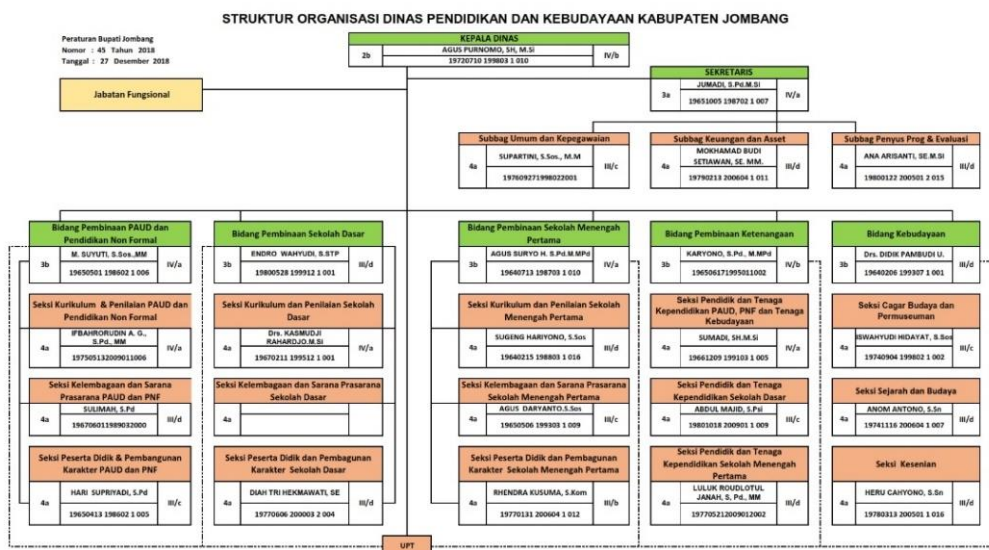 STRUKTUR ORGANISASI DINAS PENDIDIKAN DAN KEBUDAYAAN KABUPATEN JOMBANG
Peraturan Bupati Jombang
Nomor : 45 Tahun 2018
Tanggal : 27 Desember 2018
KEPALA DINAS
2b
AGUS PURNOMO, SH, M.Si
19720710 199803 1 010
IV/b
Jabatan Fungsional
SEKRETARIS
3a
JUMADI, S.Pd.M.Si
19651005 198702 1 007
IV/a
Subbag Umum dan Kepegawaian
4a
SUPARTINI, S.Sos., M.M
197609271998022001
III/c
Subbag Keuangan dan Asset
4a
MOKHAMAD BUDI
SETIAWAN, SE. MM.
19790213 200604 1 011
III/d
Subbag Penyus Prog & Evaluasi
4a
ANA ARISANTI, SE.M.Si
19800122 200501 2 015
III/d
Bidang Pembinaan PAUD dan
Pendidikan Non Formal
3b
M. SUYUTI, S.Sos.,MM
19650501 198602 1 006
IV/a
Seksi Kurikulum & Penilaian PAUD dan
Pendidikan Non Formal
4a
IFBAHRORUDIN A. G.,
S.Pd., MM
197505132009011006
IV/a
Seksi Kelembagaan dan Sarana
Prasarana PAUD dan PNF
4a
SULIMAH, S.Pd
196706011989032000
III/d
Seksi Peserta Didik & Pembangunan
Karakter PAUD dan PNF
4a
HARI SUPRIYADI, S.Pd
19650413 198602 1 005
III/c
Bidang Pembinaan Sekolah Dasar
3b
ENDRO WAHYUDI, S.STP
19800528 199912 1 001
III/d
Seksi Kurikulum dan Penilaian Sekolah
Dasar
4a
Drs. KASMUDJI
RAHARDJO.M.Si
19670211 199512 1 001
IV/a
Seksi Kelembagaan dan Sarana Prasarana
Sekolah Dasar
4a
Seksi Peserta Didik dan Pembagunan
Karakter Sekolah Dasar
4a
DIAH TRI HEKMAWATI, SE
19770606 200003 2 004
III/d
Bidang Pembinaan Sekolah Menengah
Pertama
3b
AGUS SURYO H. S.Pd.M.MPd
19640713 198703 1 010
IV/a
Seksi Kurikulum dan Penilaian Sekolah
Menengah Pertama
4a
SUGENG HARIYONO, S.Sos
19640215 198803 1 016
III/d
Seksi Kelembagaan dan Sarana Prasarana
Sekolah Menengah Pertama
4a
AGUS DARYANTO.S.Sos
19650506 199303 1 009
III/c
Seksi Peserta Didik dan Pembagunan
Karakter Sekolah Menengah Pertama
4a
RHENDRA KUSUMA, S.Kom
19770131 200604 1 012
III/b
Bidang Pembinaan Ketenangan
3b
KARYONO, S.Pd., M.MPd
196506171995011002
IV/a
Seksi Pendidik dan Tenaga
Kependidikan PAUD, PNF dan Tenaga
Kebudayaan
4a
SUMADI, SH.M.Si
19661209 199103 1 005
IV/a
Seksi Pendidik dan Tenaga
Kependidikan Sekolah Dasar
4a
ABDUL MAJID, S.Psi
19801018 200901 1 009
III/c
Seksi Pendidik dan Tenaga
Kependidikan Sekolah Menengah
Pertama
4a
LULUK ROUDLOTUL
JANAH, S, Pd., MM
197705212009012002
III/d
Bidang Kebudayaan
3b
Drs. DIDIK PAMBUDI U.
19640206 199307 1 001
III/d
Seksi Cagar Budaya dan
Permuseuman
4a
ISWAHYUDI HIDAYAT, S.Sos
19740904 199802 1 002
III/c
Seksi Sejarah dan Budaya
4a
ANOM ANTONO, S.Sn
19741116 200604 1 007
III/d
Seksi Kesenian
4a
HERU CAHYONO, S.Sn
19780313 200501 1 016
III/d
UPT